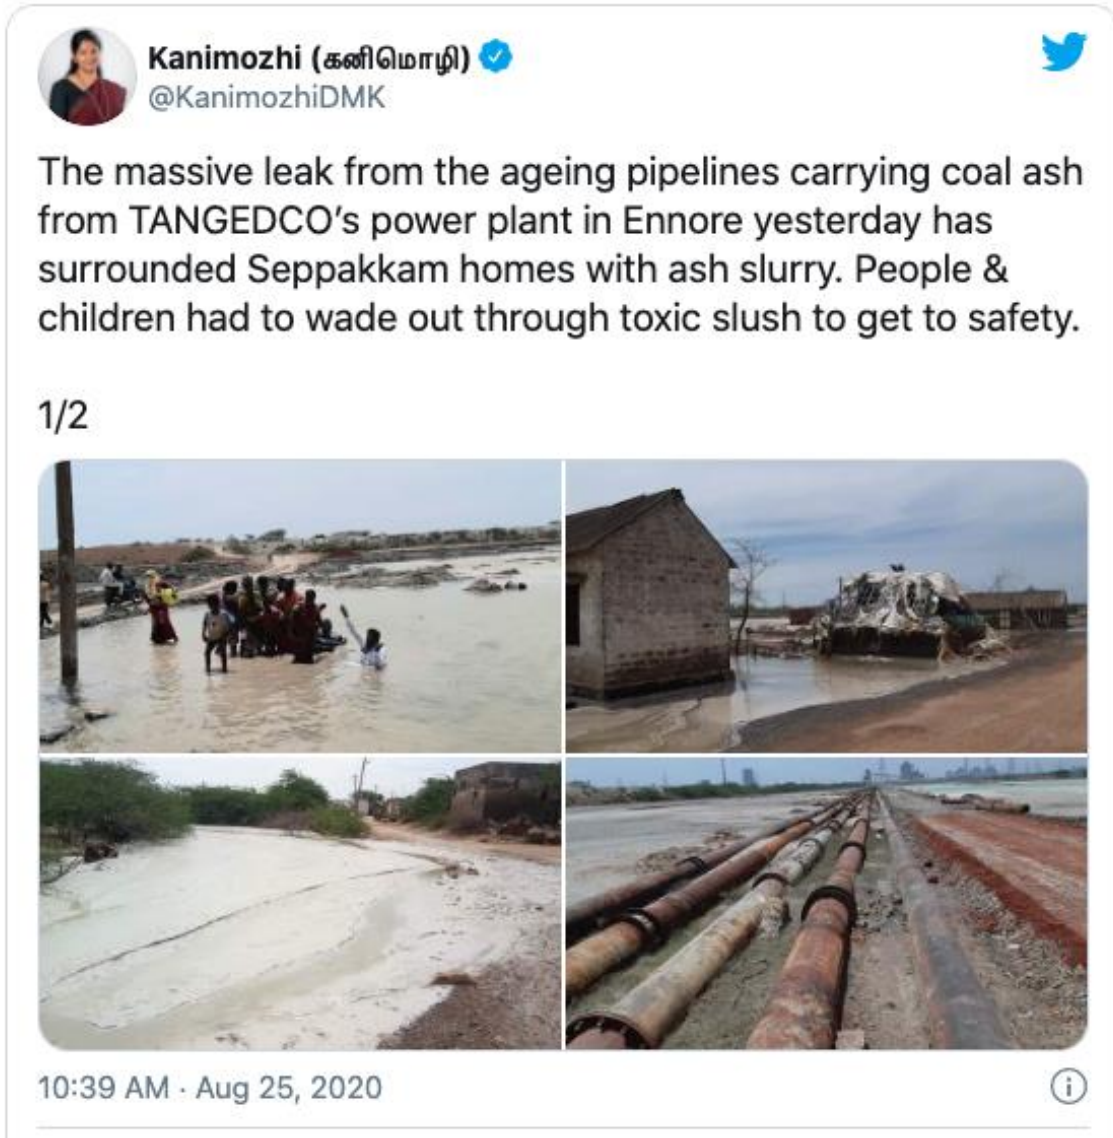 Kanimozhi (கனிமொழி)
@KanimozhiDMK
The massive leak from the ageing pipelines carrying coal ash
from TANGEDCO’s power plant in Ennore yesterday has
surrounded Seppakkam homes with ash slurry. People &
children had to wade out through toxic slush to get to safety.
1/2
10:39 AM · Aug 25, 2020